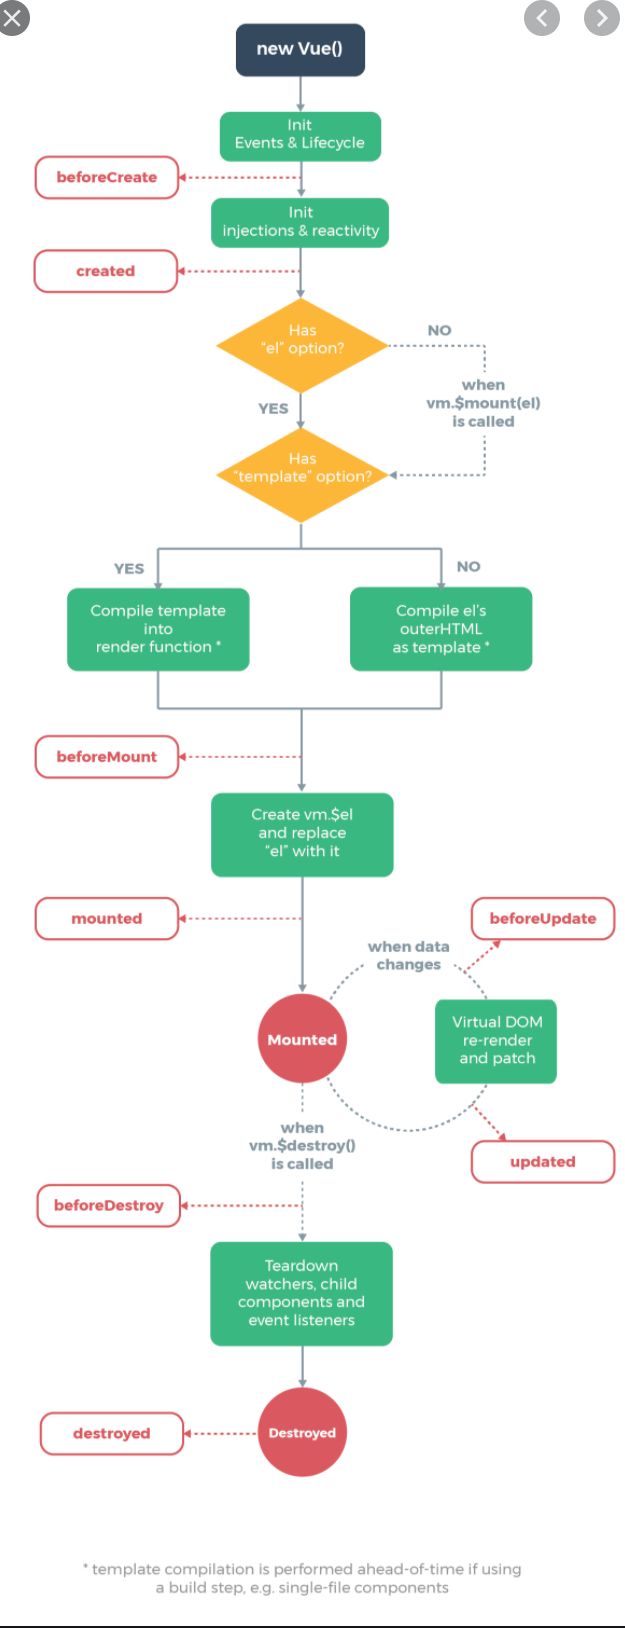 new Vue()
Init
Events & Lifecycle
beforeCreate
Init
injections & reactivity
created
Has
“el” option?
NO
when
vm.$mount(el)
is called
YES
Has
“template” option?
YES
NO
Compile template
into
render function *
Compile el’s
outerHTML
as template *
beforeMount
Create vm.$el
and replace
“el” with it
mounted
beforeUpdate
when data
changes
Mounted
Virtual DOM
re-render
and patch
when
vm.$destroy()
is called
updated
beforeDestroy
Teardown
watchers, child
components and
event listeners
destroyed
Destroyed
* template compilation is performed ahead-of-time if using
a build step, e.g. single-file components